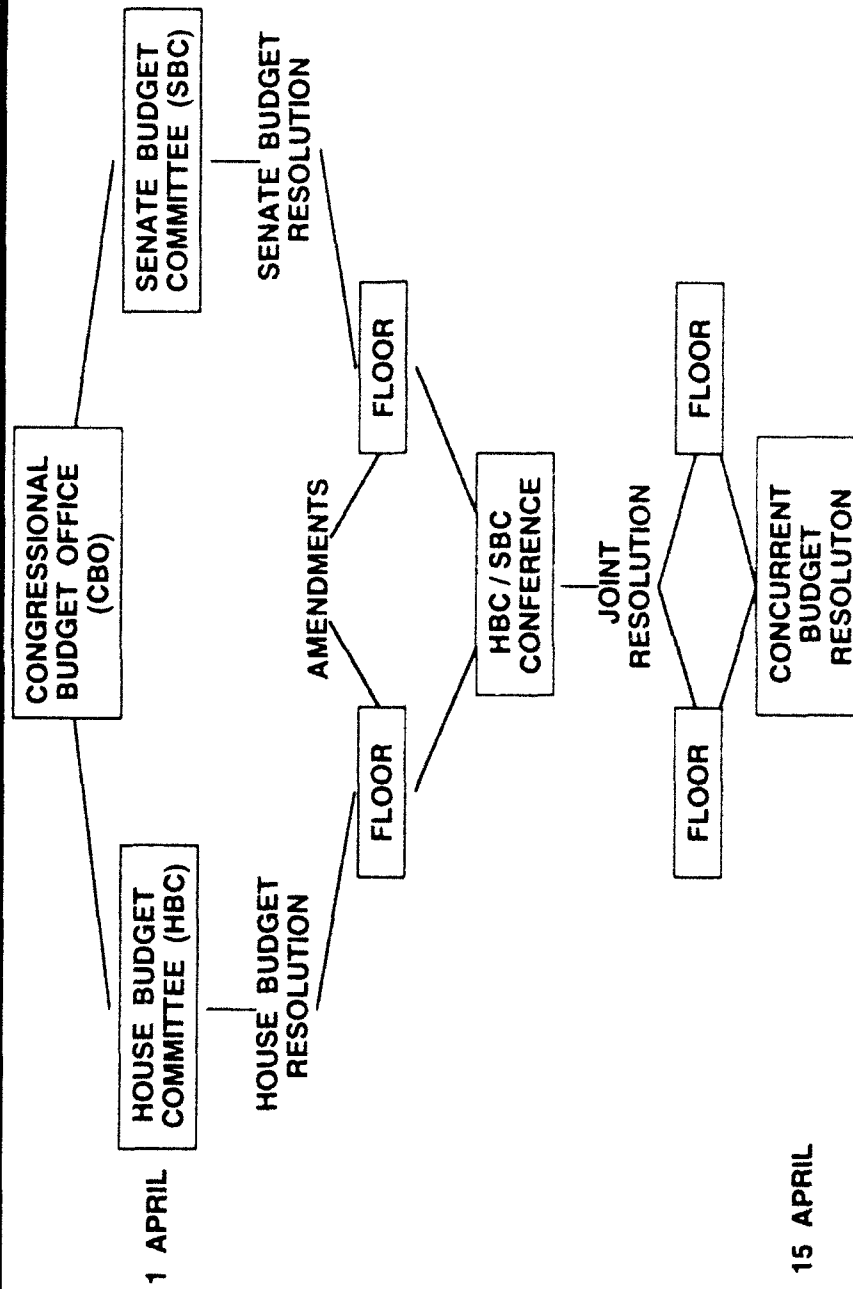 CONGRESSIONAL
BUDGET OFFICE
(CBO)
1 APRIL
HOUSE BUDGET
COMMITTEE (HBC)
SENATE BUDGET
COMMITTEE (SBC)
HOUSE BUDGET
RESOLUTION
SENATE BUDGET
RESOLUTION
AMENDMENTS
FLOOR
FLOOR
HBC / SBC
CONFERENCE
JOINT
RESOLUTION
FLOOR
FLOOR
15 APRIL
CONCURRENT
BUDGET
RESOLUTON